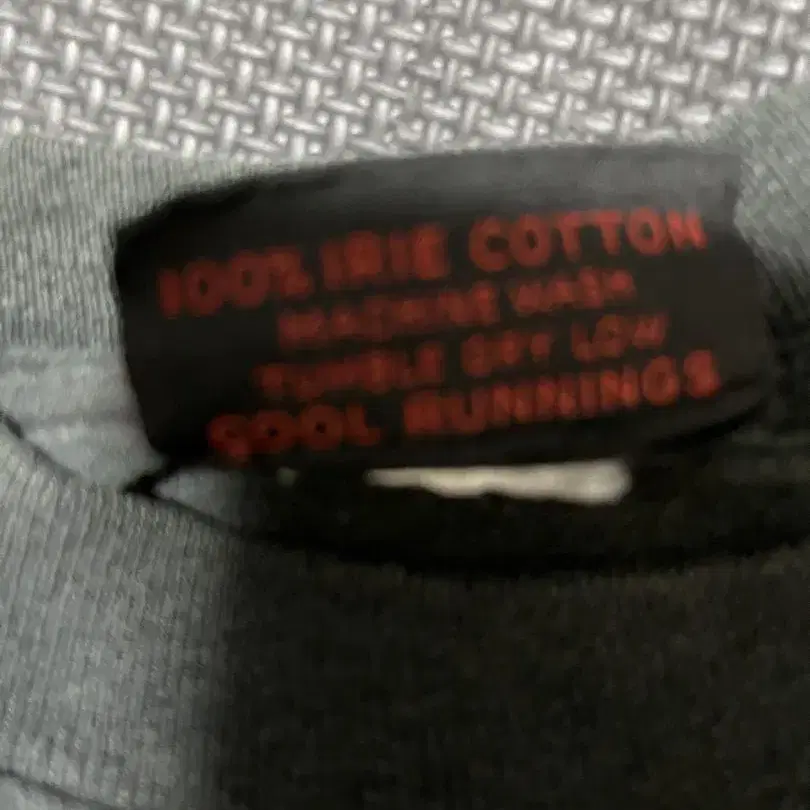 100% IRIE COTTON
MACHINE WASH
TUMBLE DRY LOW
COOL RUNNINGS